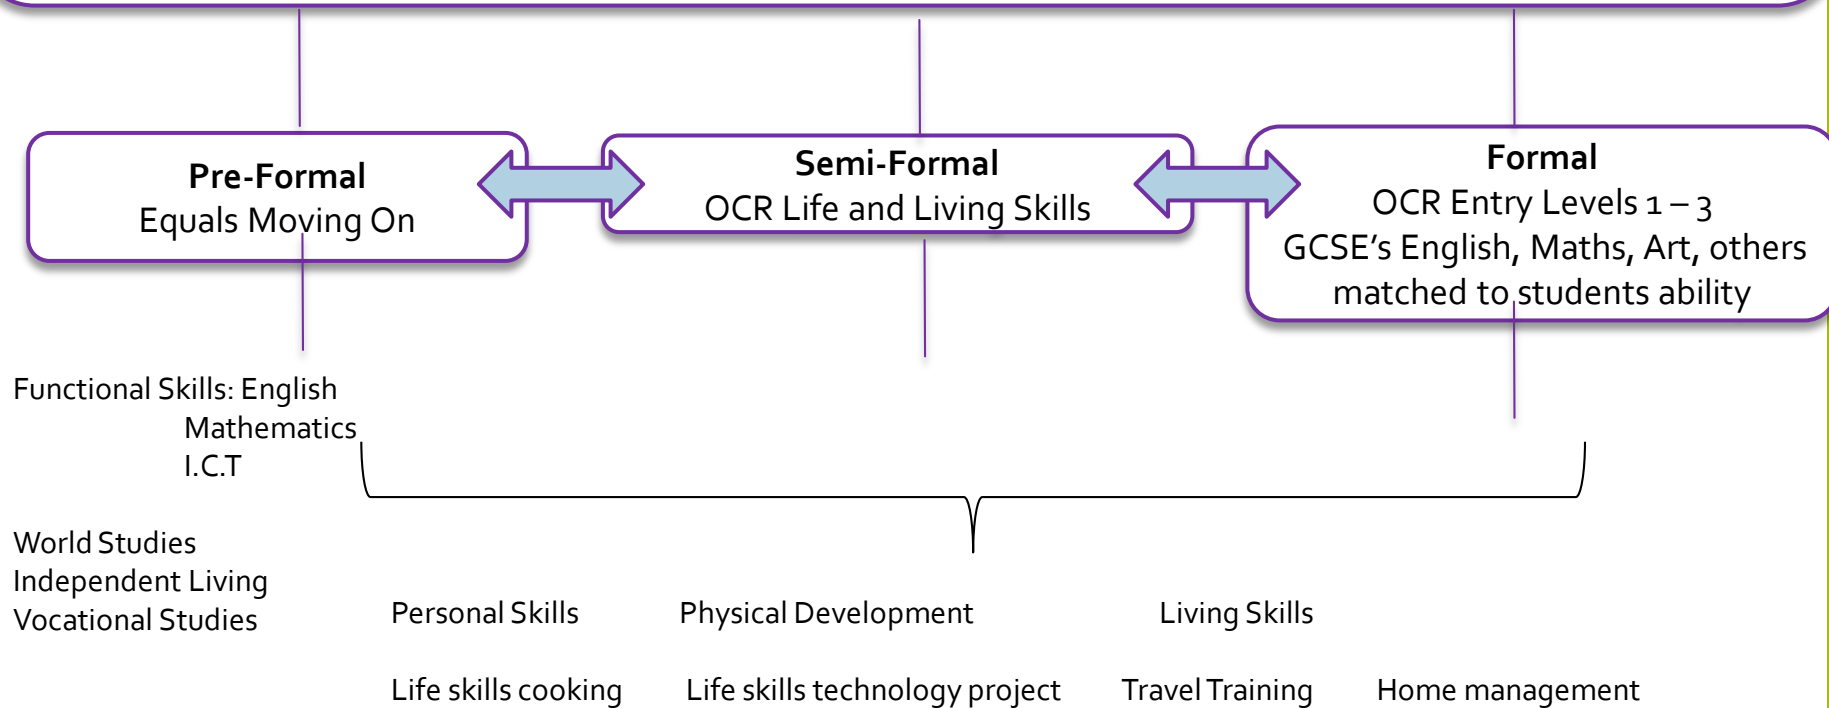 Pre-Formal
Equals Moving On
Semi-Formal
OCR Life and Living Skills
Formal
OCR Entry Levels 1 – 3
GCSE's English, Maths, Art, others
matched to students ability
Functional Skills: English
Mathematics
I.C.T
World Studies
Independent Living
Vocational Studies
Personal Skills
Physical Development
Living Skills
Life skills cooking
Life skills technology project
Travel Training
Home management